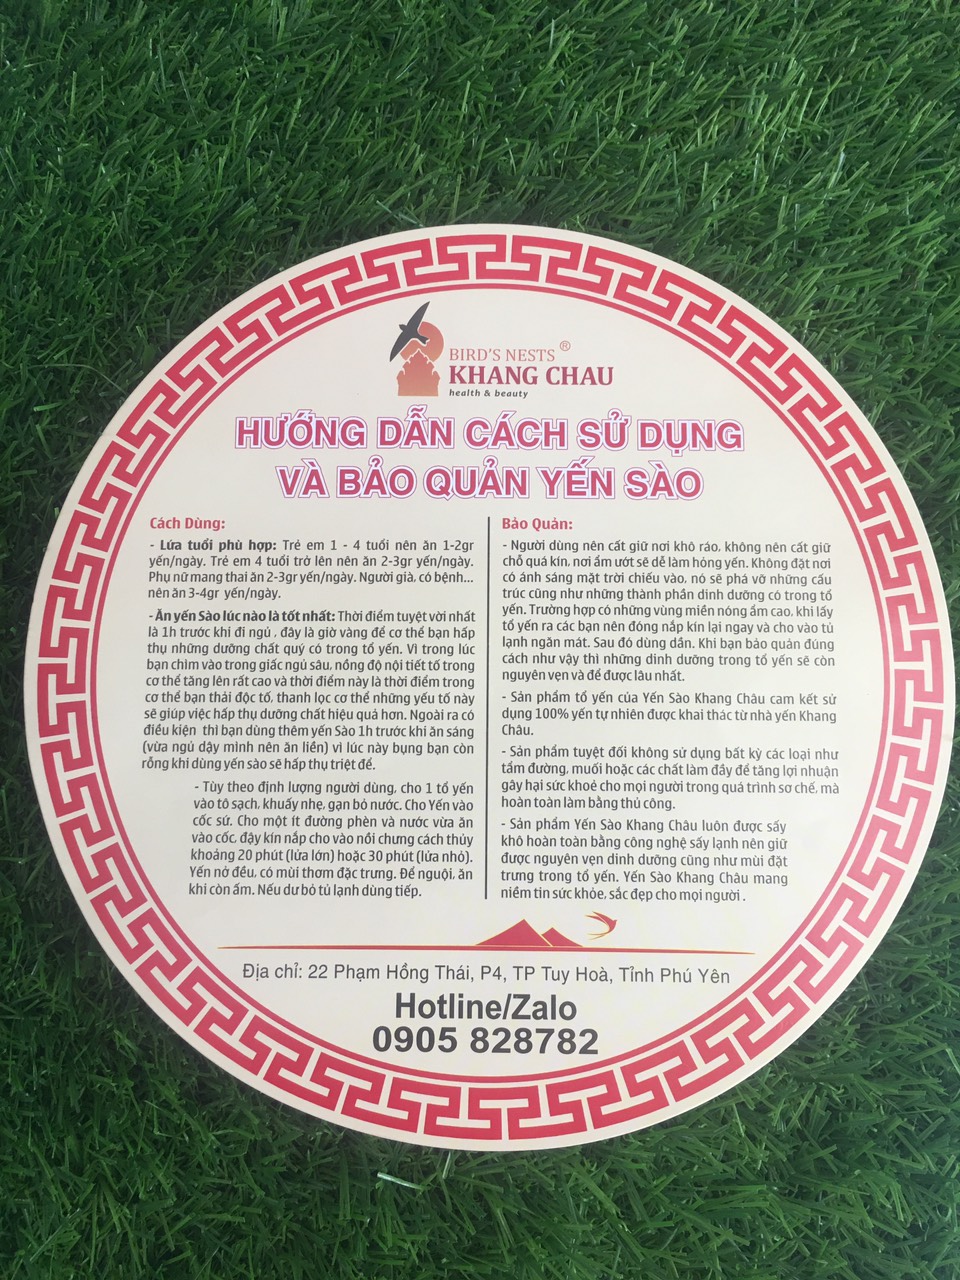 BIRD'S NESTS ®
KHANG CHAU
health & beauty
HƯỚNG DẪN CÁCH SỬ DỤNG
VÀ BẢO QUẢN YẾN SÀO
Cách Dùng:
- Lứa tuổi phù hợp: Trẻ em 1 - 4 tuổi nên ăn 1-2gr
yến/ngày. Trẻ em 4 tuổi trở lên nên ăn 2-3gr yến/ngày.
Phụ nữ mang thai ăn 2-3gr yến/ngày. Người già, có bệnh...
nên ăn 3-4gr yến/ngày.
- Ăn yến Sào lúc nào là tốt nhất: Thời điểm tuyệt vời nhất
là 1h trước khi đi ngủ , đây là giờ vàng để cơ thể bạn hấp
thụ những dưỡng chất quý có trong tổ yến. Vì trong lúc
bạn chìm vào trong giấc ngủ sâu, nồng độ nội tiết tố trong
cơ thể tăng lên rất cao và thời điểm này là thời điểm trong
cơ thể bạn thải độc tố, thanh lọc cơ thể những yếu tố này
sẽ giúp việc hấp thụ dưỡng chất hiệu quả hơn. Ngoài ra có
điều kiện thì bạn dùng thêm yến Sào 1h trước khi ăn sáng
(vừa ngủ dậy mình nên ăn liền) vì lúc này bụng bạn còn
rỗng khi dùng yến sào sẽ hấp thụ triệt để.
- Tùy theo định lượng người dùng, cho 1 tổ yến
vào tô sạch, khuấy nhẹ, gạn bỏ nước. Cho Yến vào
cốc sứ. Cho một ít đường phèn và nước vừa ăn
vào cốc, đậy kín nắp cho vào nồi chưng cách thủy
khoảng 20 phút (lửa lớn) hoặc 30 phút (lửa nhỏ).
Yến nở đều, có mùi thơm đặc trưng. Để nguội, ăn
khi còn ấm. Nếu dư bỏ tủ lạnh dùng tiếp.
Bảo Quản:
- Người dùng nên cất giữ nơi khô ráo, không nên cất giữ
chỗ quá kín, nơi ẩm ướt sẽ dễ làm hỏng yến. Không đặt nơi
có ánh sáng mặt trời chiếu vào, nó sẽ phá vỡ những cấu
trúc cũng như những thành phần dinh dưỡng có trong tổ
yến. Trường hợp có những vùng miền nóng ẩm cao, khi lấy
tổ yến ra các bạn nên đóng nắp kín lại ngay và cho vào tủ
lạnh ngăn mát. Sau đó dùng dần. Khi bạn bảo quản đúng
cách như vậy thì những dinh dưỡng trong tổ yến sẽ còn
nguyên vẹn và để được lâu nhất.
- Sản phẩm tổ yến của Yến Sào Khang Châu cam kết sử
dụng 100% yến tự nhiên được khai thác từ nhà yến Khang
Châu.
- Sản phẩm tuyệt đối không sử dụng bất kỳ các loại như
tẩm đường, muối hoặc các chất làm đầy để tăng lợi nhuận
gây hại sức khoẻ cho mọi người trong quá trình sơ chế, mà
hoàn toàn làm bằng thủ công.
- Sản phẩm Yến Sào Khang Châu luôn được sấy
khô hoàn toàn bằng công nghệ sấy lạnh nên giữ
được nguyên vẹn dinh dưỡng cũng như mùi đặt
trưng trong tổ yến. Yến Sào Khang Châu mang
niềm tin sức khỏe, sắc đẹp cho mọi người .
Địa chỉ: 22 Phạm Hồng Thái, P4, TP Tuy Hoà, Tỉnh Phú Yên
Hotline/Zalo
0905 828782